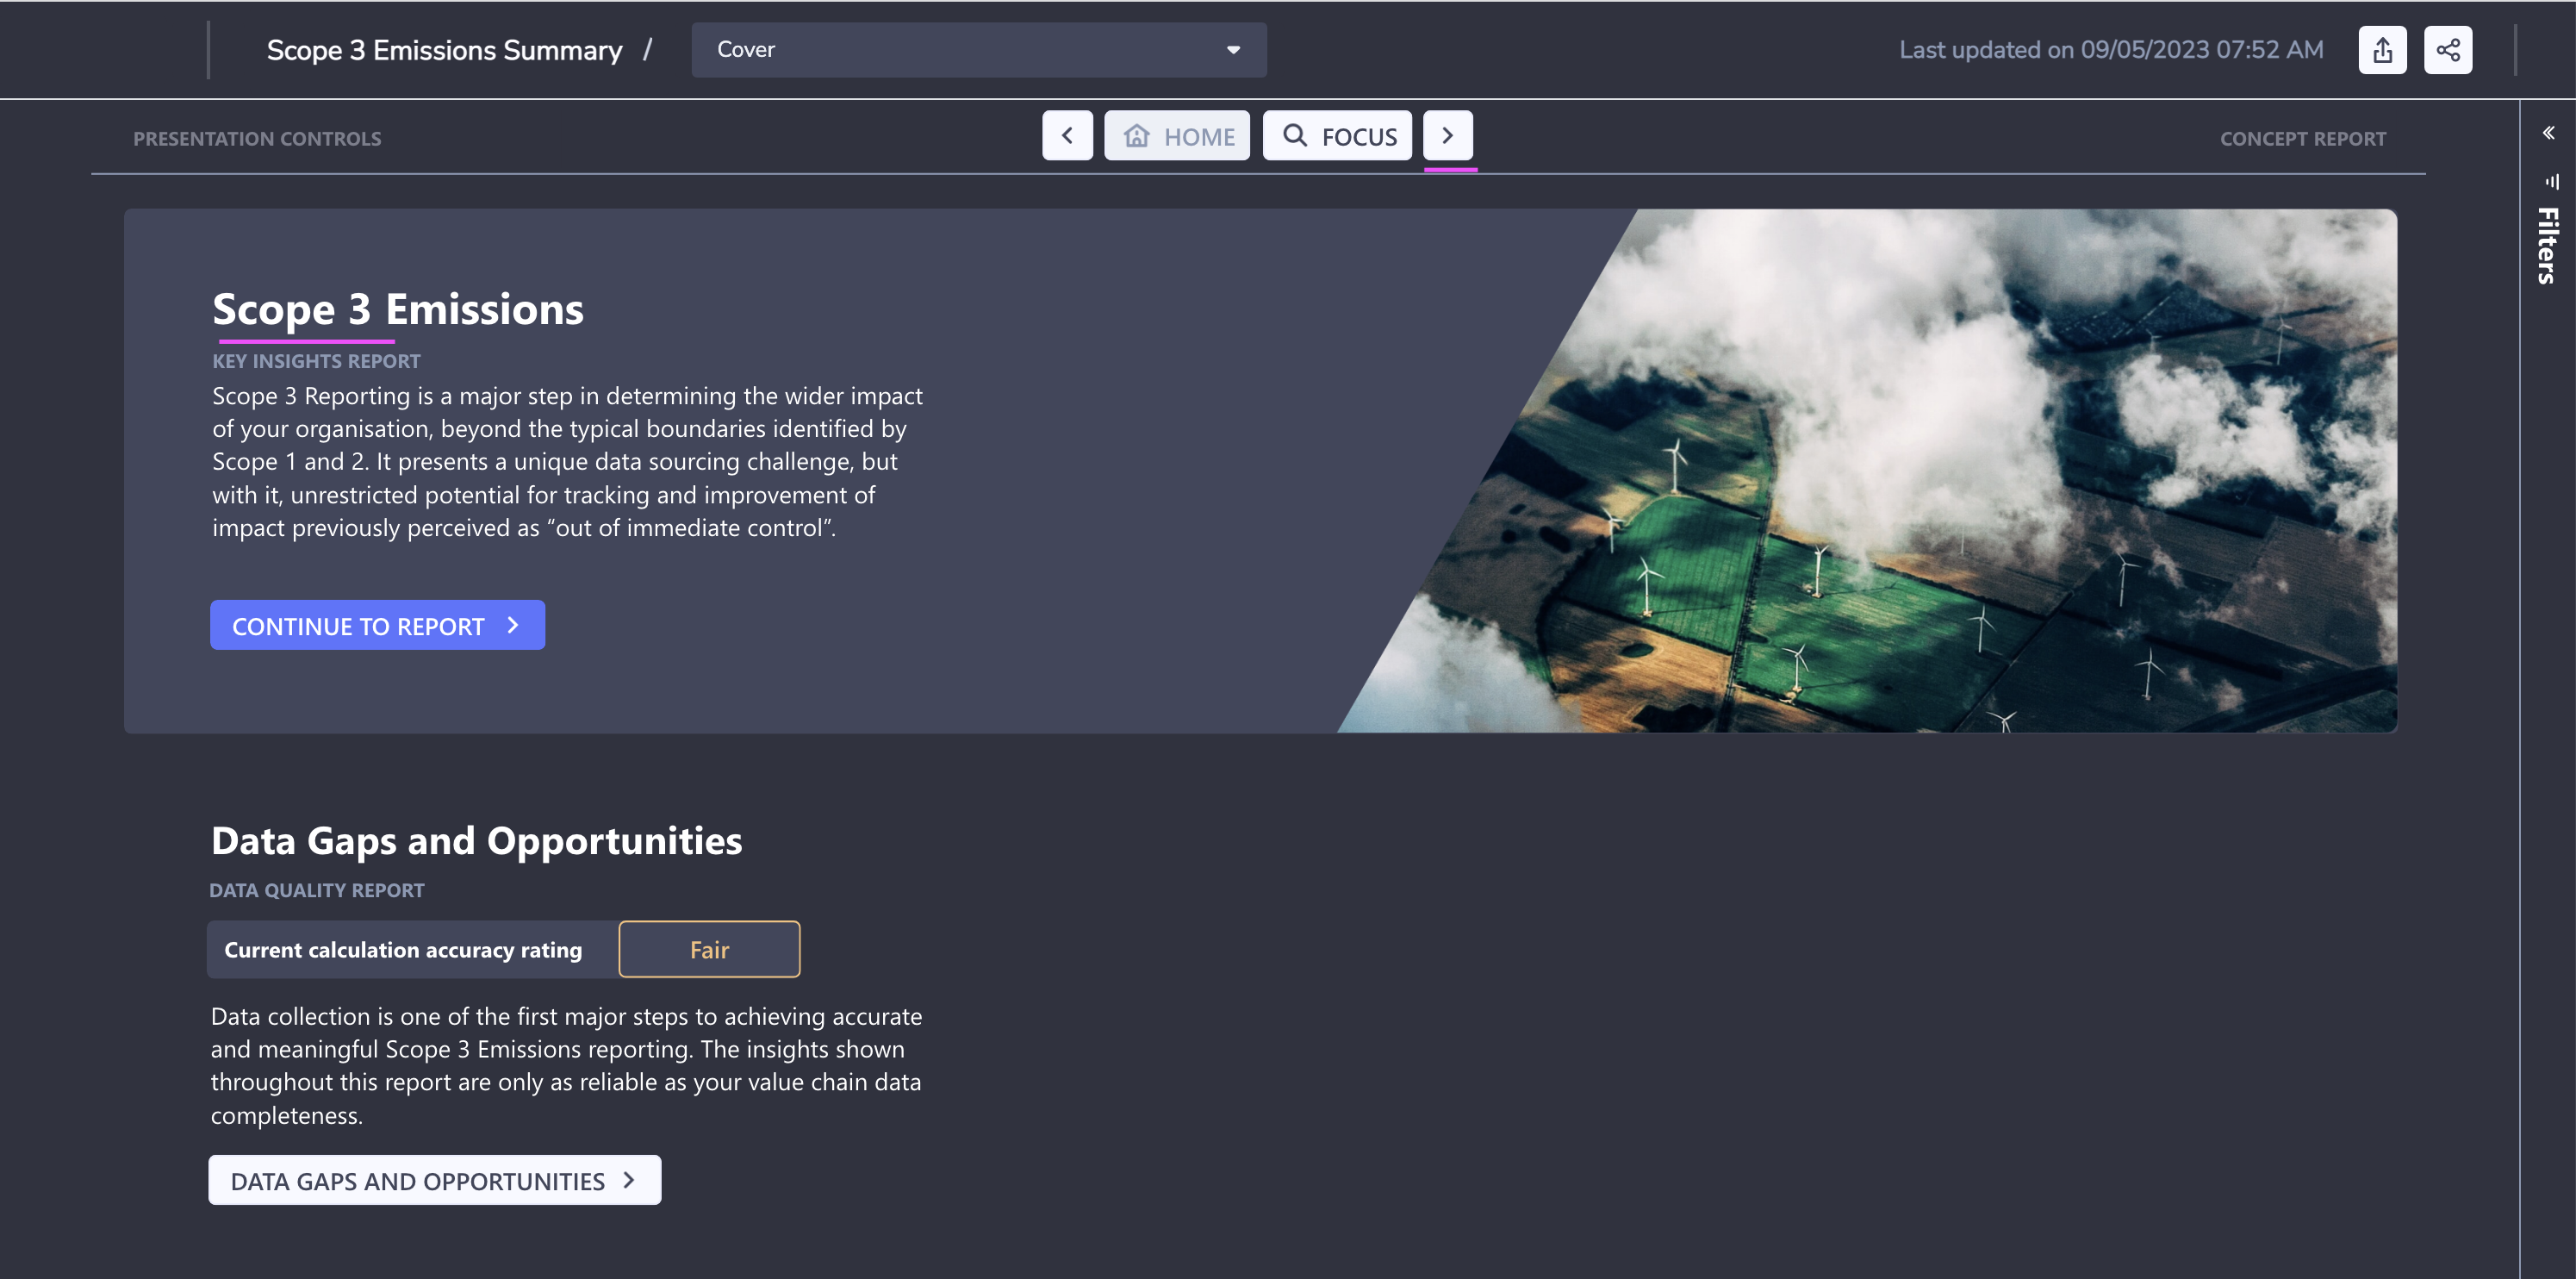 Scope 3 Emissions Summary /
Cover
Last updated on 09/05/2023 07:52 AM
PRESENTATION CONTROLS
HOME
FOCUS
CONCEPT REPORT
Filters
Scope 3 Emissions
KEY INSIGHTS REPORT
Scope 3 Reporting is a major step in determining the wider impact
of your organisation, beyond the typical boundaries identified by
Scope 1 and 2. It presents a unique data sourcing challenge, but
with it, unrestricted potential for tracking and improvement of
impact previously perceived as “out of immediate control”.
CONTINUE TO REPORT
Data Gaps and Opportunities
DATA QUALITY REPORT
Current calculation accuracy rating
Fair
Data collection is one of the first major steps to achieving accurate
and meaningful Scope 3 Emissions reporting. The insights shown
throughout this report are only as reliable as your value chain data
completeness.
DATA GAPS AND OPPORTUNITIES